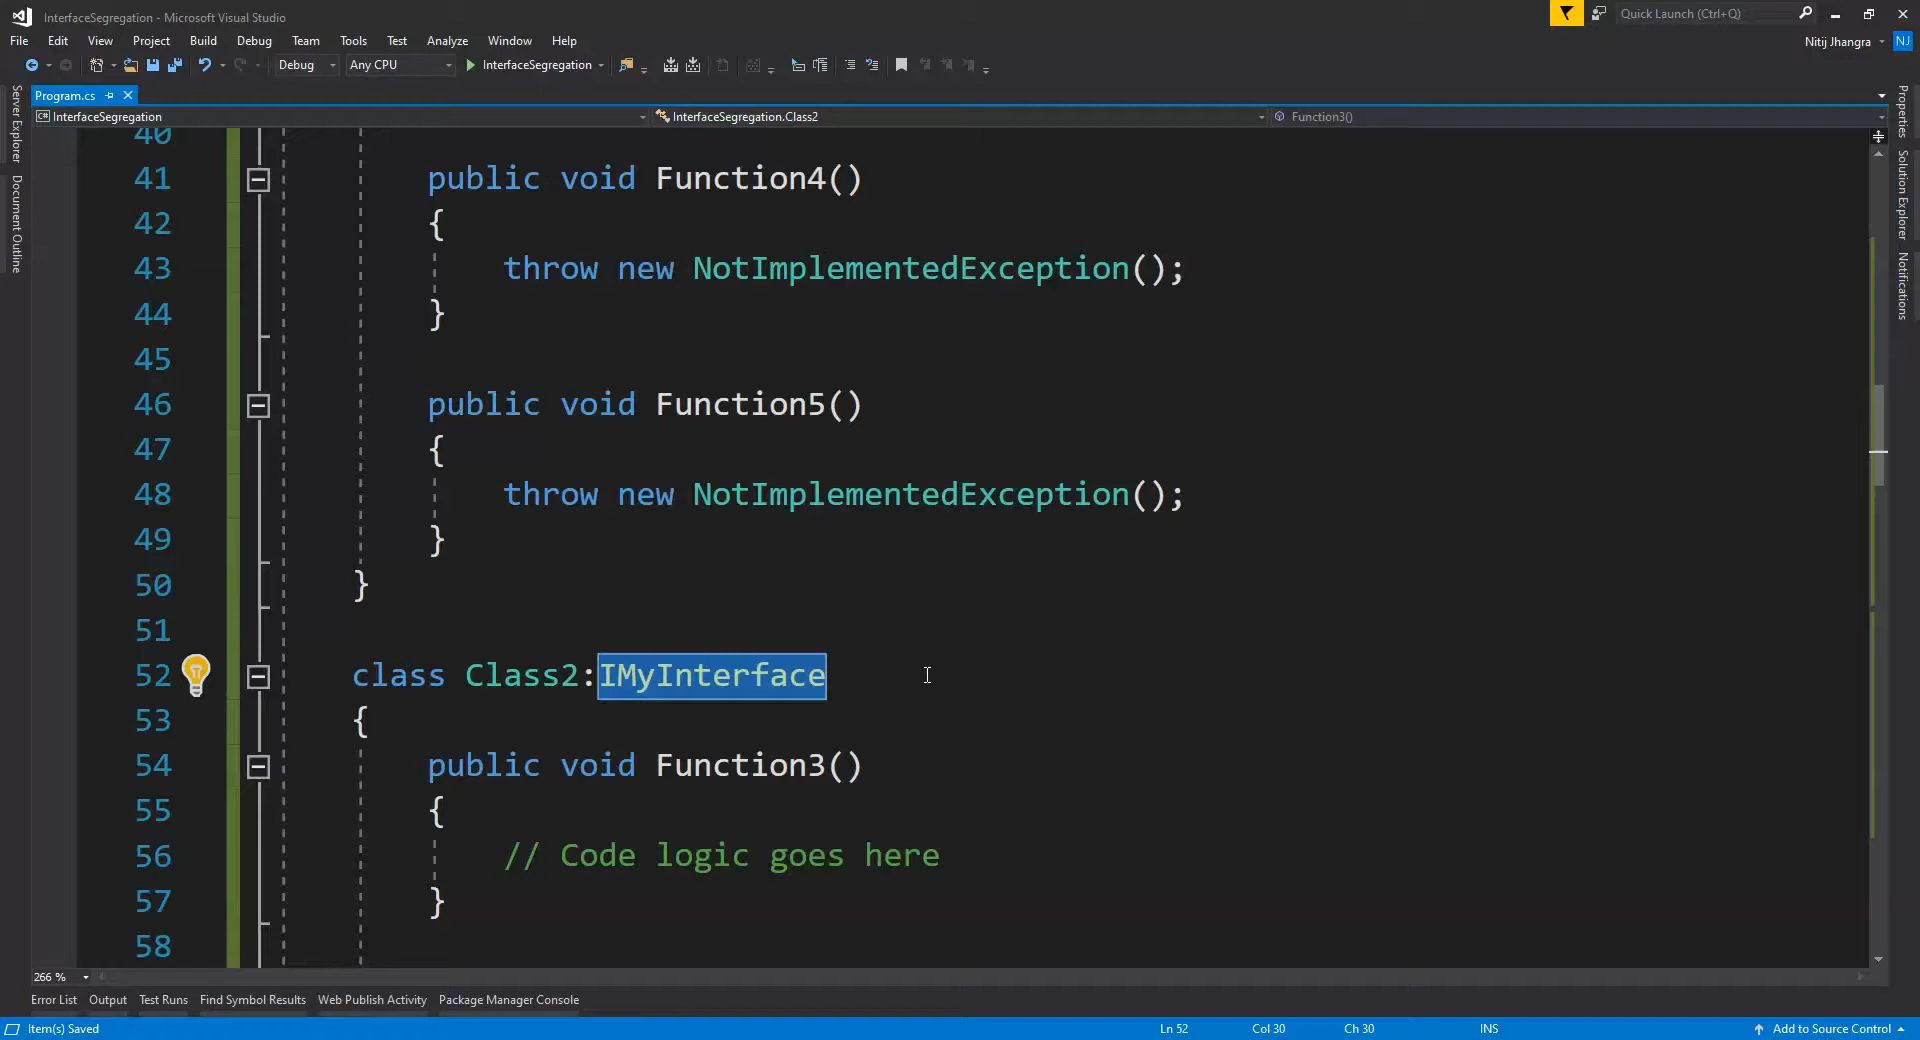 InterfaceSegregation - Microsoft Visual Studio
Quick Launch (Ctrl+Q)
File Edit View Project Build Debug Team Tools Test Analyze Window Help
Nitij Jhangra NJ
Debug Any CPU InterfaceSegregation
Program.cs
C# InterfaceSegregation InterfaceSegregation.Class2 Function3()
Server Explorer
Document Outline
Properties
Solution Explorer
Notifications
40
41 public void Function4()
42 {
43 throw new NotImplementedException();
44 }
45
46 public void Function5()
47 {
48 throw new NotImplementedException();
49 }
50 }
51
52 class Class2:IMyInterface
53 {
54 public void Function3()
55 {
56 // Code logic goes here
57 }
58
266 %
Error List Output Test Runs Find Symbol Results Web Publish Activity Package Manager Console
Item(s) Saved Ln 52 Col 30 Ch 30 INS Add to Source Control